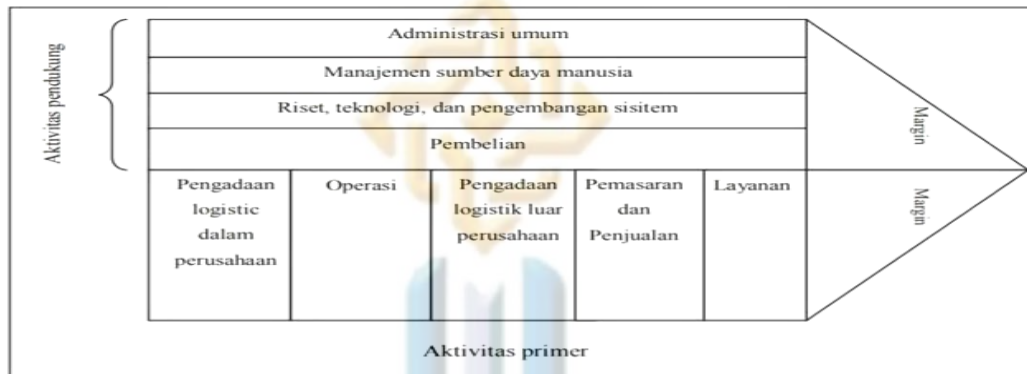 Aktivitas pendukung
Administrasi umum
Manajemen sumber daya manusia
Riset, teknologi, dan pengembangan sisitem
Pembelian
Margin
Pengadaan
logistic
dalam
perusahaan
Operasi
Pengadaan
logistik luar
perusahaan
Pemasaran
dan
Penjualan
Layanan
Margin
Aktivitas primer